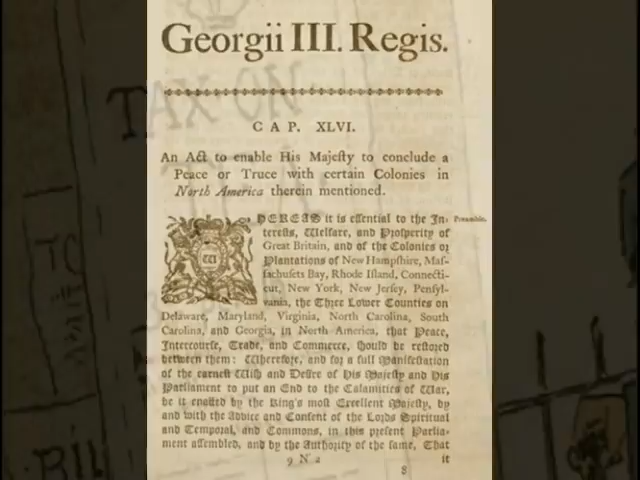 Georgii III. Regis.
CAP. XLVI.
An Act to enable His Majeſty to conclude a
Peace or Truce with certain Colonies in
North America therein mentioned.
WHEREAS it is eſſential to the In- Preamble.
tereſts, Welfare, and Proſperity of
Great Britain, and of the Colonies or
Plantations of New Hampſhire, Maſ-
ſachuſets Bay, Rhode Iſland, Connecti-
cut, New York, New Jerſey, Penſyl-
vania, the Three Lower Counties on
Delaware, Maryland, Virginia, North Carolina, South
Carolina, and Georgia, in North America, that Peace,
Intercourſe, Trade, and Commerce, ſhould be reſtored
between them: Wherefore, and for a full Manifeſtation
of the earneſt Wiſh and Deſire of His Majeſty and His
Parliament to put an End to the Calamities of War,
be it enacted by the King's moſt Excellent Majeſty, by
and with the Advice and Conſent of the Lords Spiritual
and Temporal, and Commons, in this preſent Parlia-
ment aſſembled, and by the Authority of the ſame, That
9 N 2 it
8
NO
TAX
TO
BIL